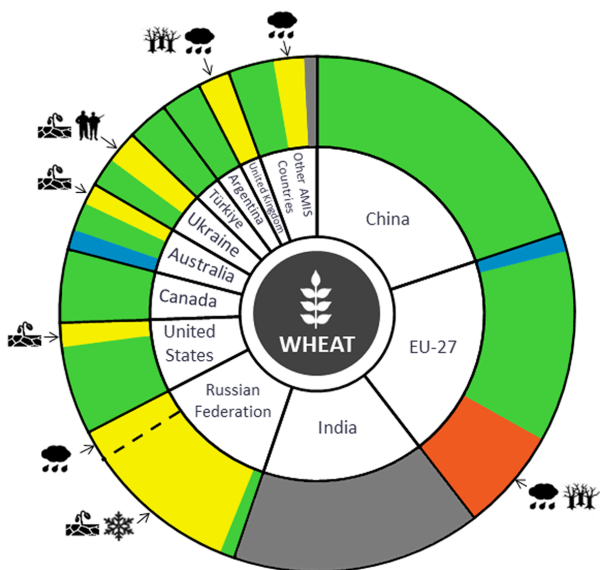 China
EU-27
India
Russian
Federation
United
States
Canada
Australia
Ukraine
Türkiye
Argentina
United Kingdom
Other AMIS
Countries
WHEAT